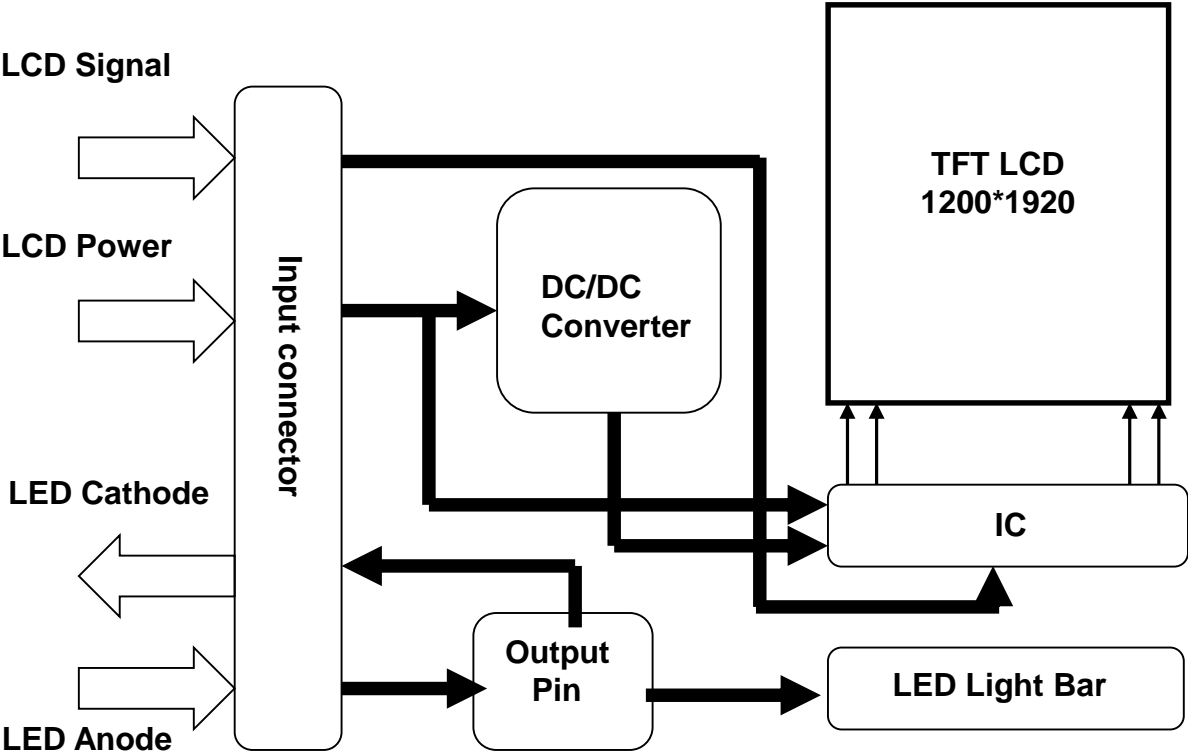 LCD Signal
TFT LCD
1200*1920
LCD Power
Input connector
DC/DC
Converter
LED Cathode
IC
Output
Pin
LED Light Bar
LED Anode